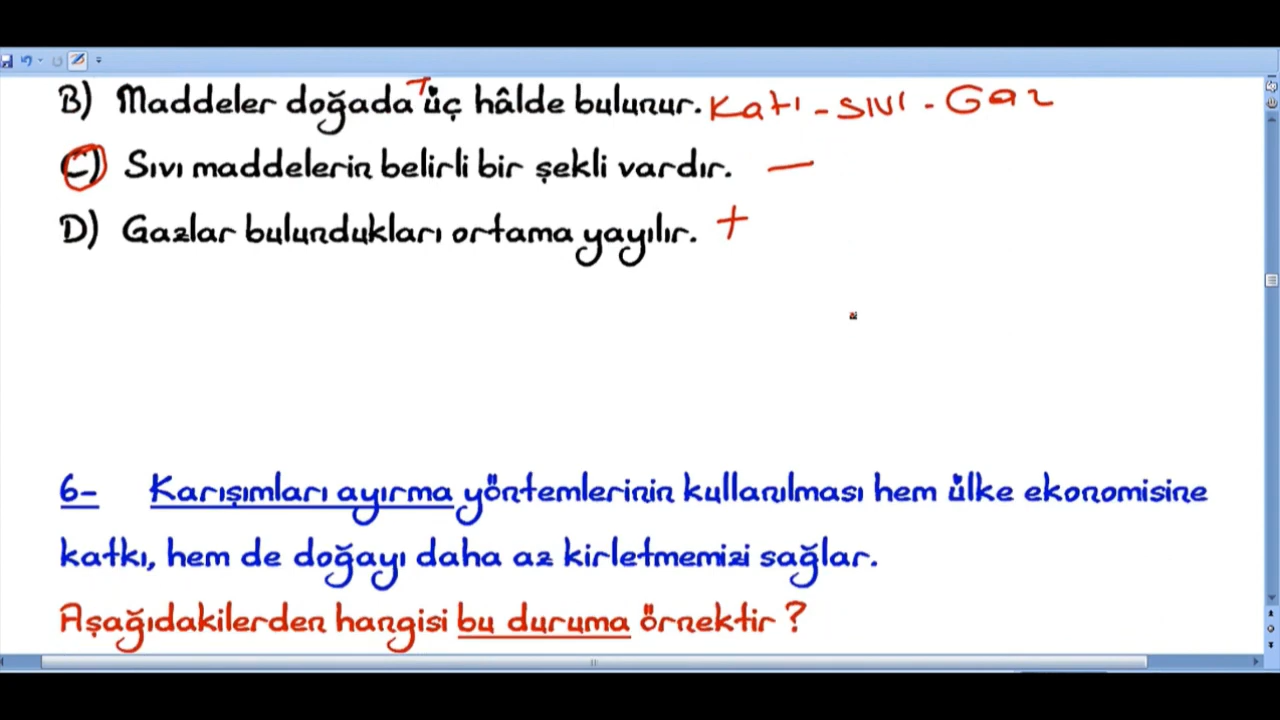 B) Maddeler doğada üç hâlde bulunur. Katı - sıvı - Gaz
C) Sıvı maddelerin belirli bir şekli vardır. —
D) Gazlar bulundukları ortama yayılır. +
6- Karışımları ayırma yöntemlerinin kullanılması hem ülke ekonomisine
katkı, hem de doğayı daha az kirletmemizi sağlar.
Aşağıdakilerden hangisi bu duruma örnektir ?